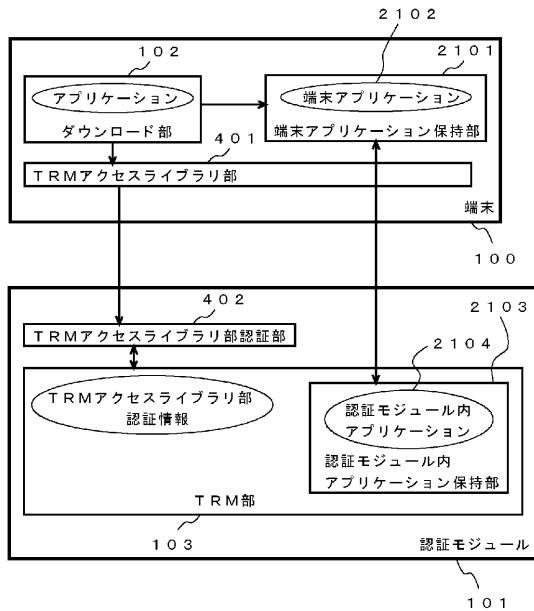 ２１０２
１０２
２１０１
アプリケーション
端末アプリケーション
ダウンロード部
端末アプリケーション保持部
４０１
ＴＲＭアクセスライブラリ部
端末
１００
４０２
２１０３
ＴＲＭアクセスライブラリ部認証部
２１０４
ＴＲＭアクセスライブラリ部
認証情報
認証モジュール内
アプリケーション
認証モジュール内
アプリケーション保持部
ＴＲＭ部
１０３
認証モジュール
１０１